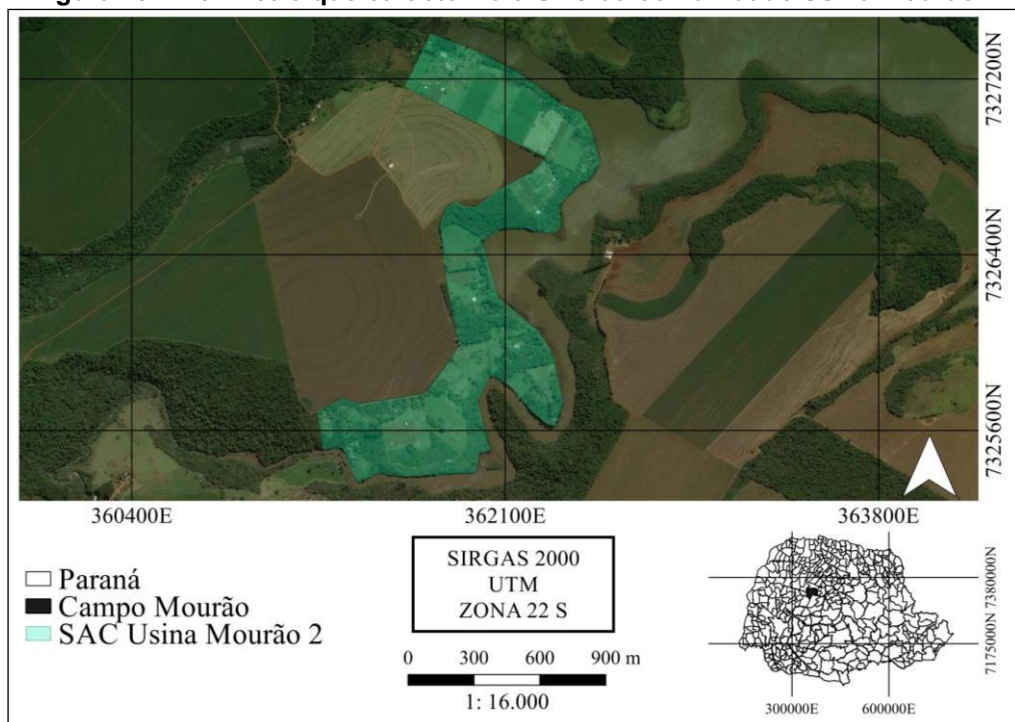 7327200N
7326400N
7325600N
360400E
362100E
363800E
Paraná
Campo Mourão
SAC Usina Mourão 2
SIRGAS 2000
UTM
ZONA 22 S
0 300 600 900 m
1: 16.000
7380000N
7175000N
300000E
600000E